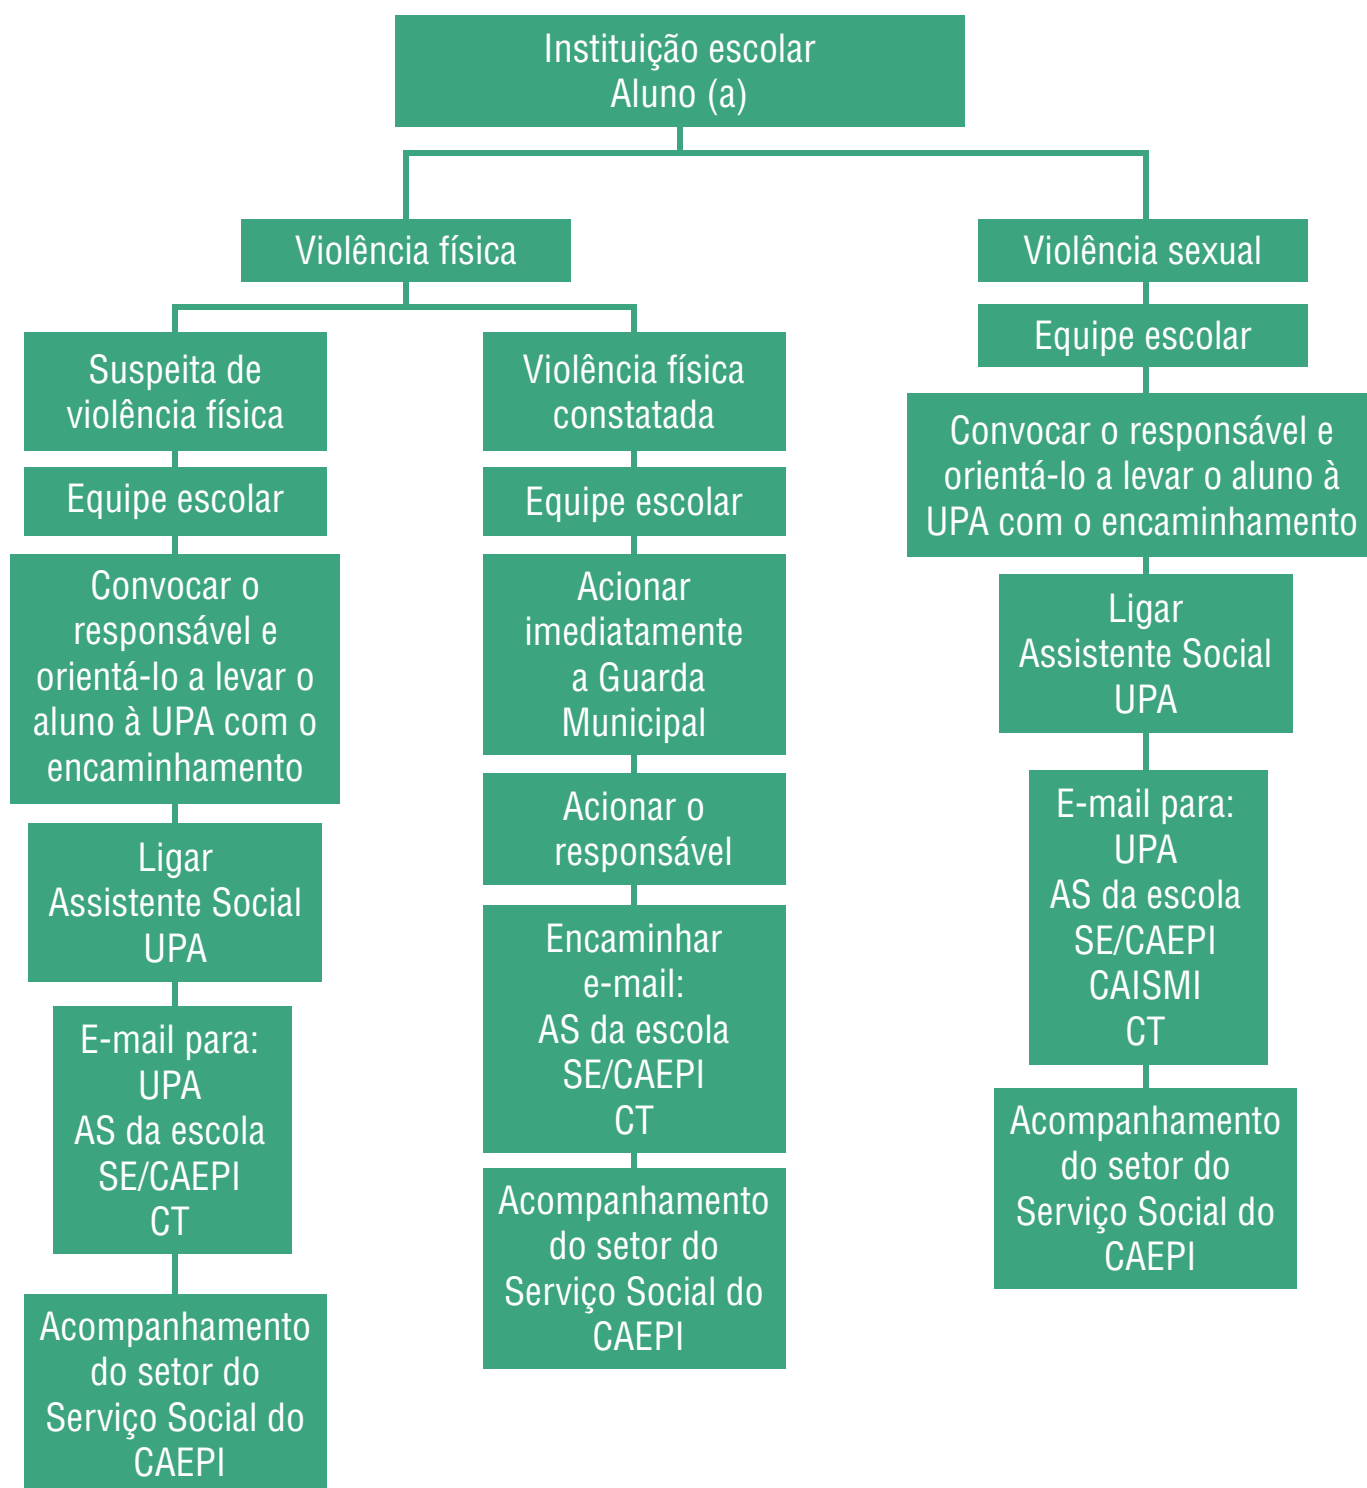 Instituição escolar
Aluno (a)
Violência física
Suspeita de
violência física
Equipe escolar
Convocar o
responsável e
orientá-lo a levar o
aluno à UPA com o
encaminhamento
Ligar
Assistente Social
UPA
E-mail para:
UPA
AS da escola
SE/CAEPI
CT
Acompanhamento
do setor do
Serviço Social do
CAEPI
Violência física
constatada
Equipe escolar
Acionar
imediatamente
a Guarda
Municipal
Acionar o
responsável
Encaminhar
e-mail:
AS da escola
SE/CAEPI
CT
Acompanhamento
do setor do
Serviço Social do
CAEPI
Violência sexual
Equipe escolar
Convocar o responsável e
orientá-lo a levar o aluno à
UPA com o encaminhamento
Ligar
Assistente Social
UPA
E-mail para:
UPA
AS da escola
SE/CAEPI
CAISMI
CT
Acompanhamento
do setor do
Serviço Social do
CAEPI